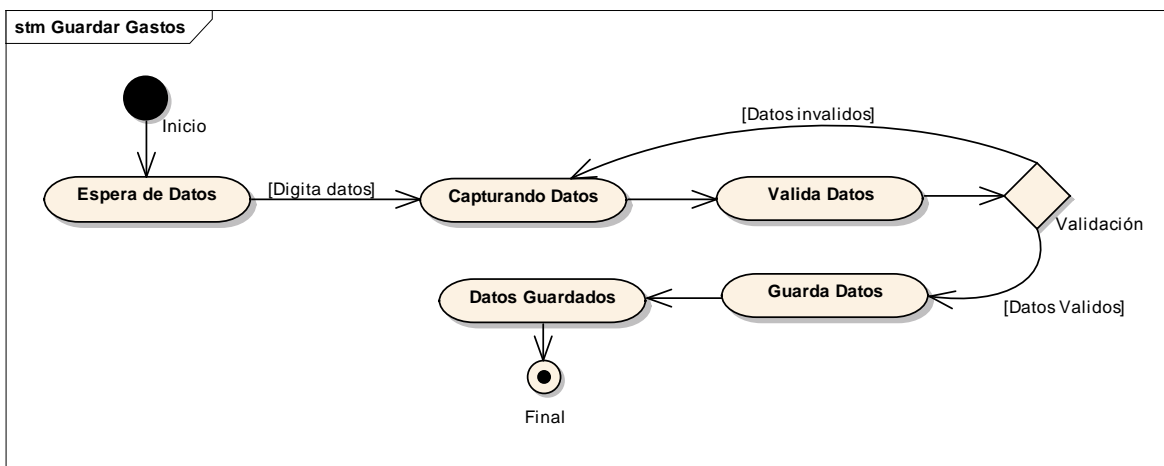 stm Guardar Gastos
Inicio
[Datos invalidos]
Espera de Datos
[Digita datos]
Capturando Datos
Valida Datos
Validación
Datos Guardados
Guarda Datos
[Datos Validos]
Final